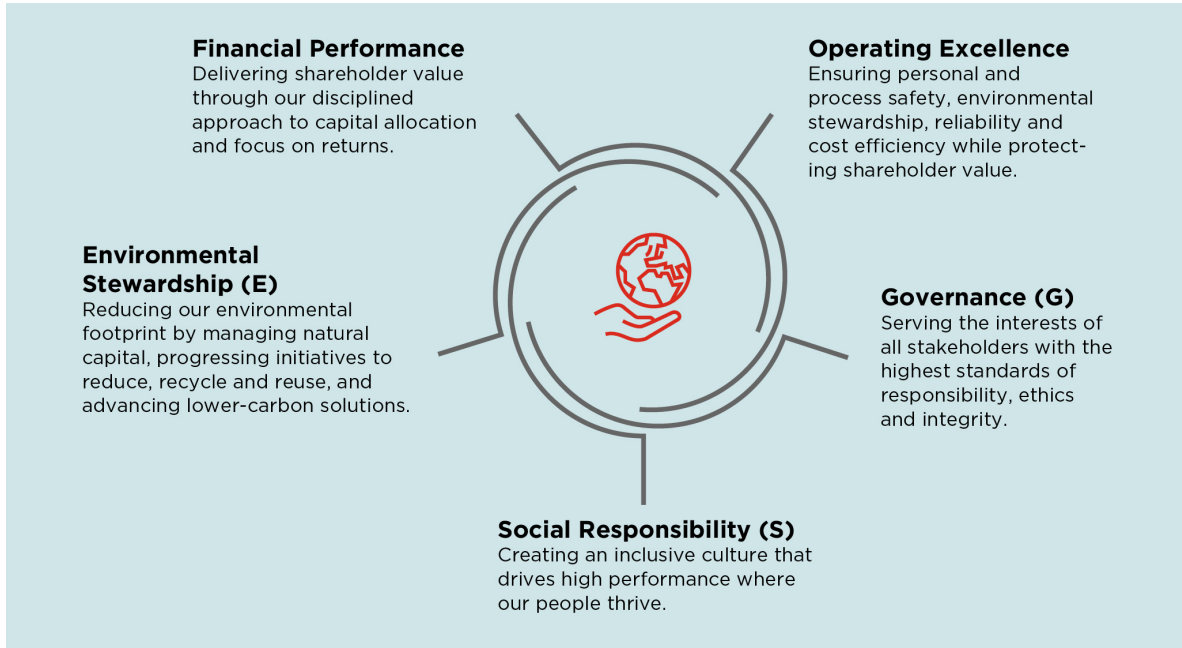 Financial Performance
Delivering shareholder value
through our disciplined
approach to capital allocation
and focus on returns.
Operating Excellence
Ensuring personal and
process safety, environmental
stewardship, reliability and
cost efficiency while protect-
ing shareholder value.
Environmental
Stewardship (E)
Reducing our environmental
footprint by managing natural
capital, progressing initiatives to
reduce, recycle and reuse, and
advancing lower-carbon solutions.
Governance (G)
Serving the interests of
all stakeholders with the
highest standards of
responsibility, ethics
and integrity.
Social Responsibility (S)
Creating an inclusive culture that
drives high performance where
our people thrive.